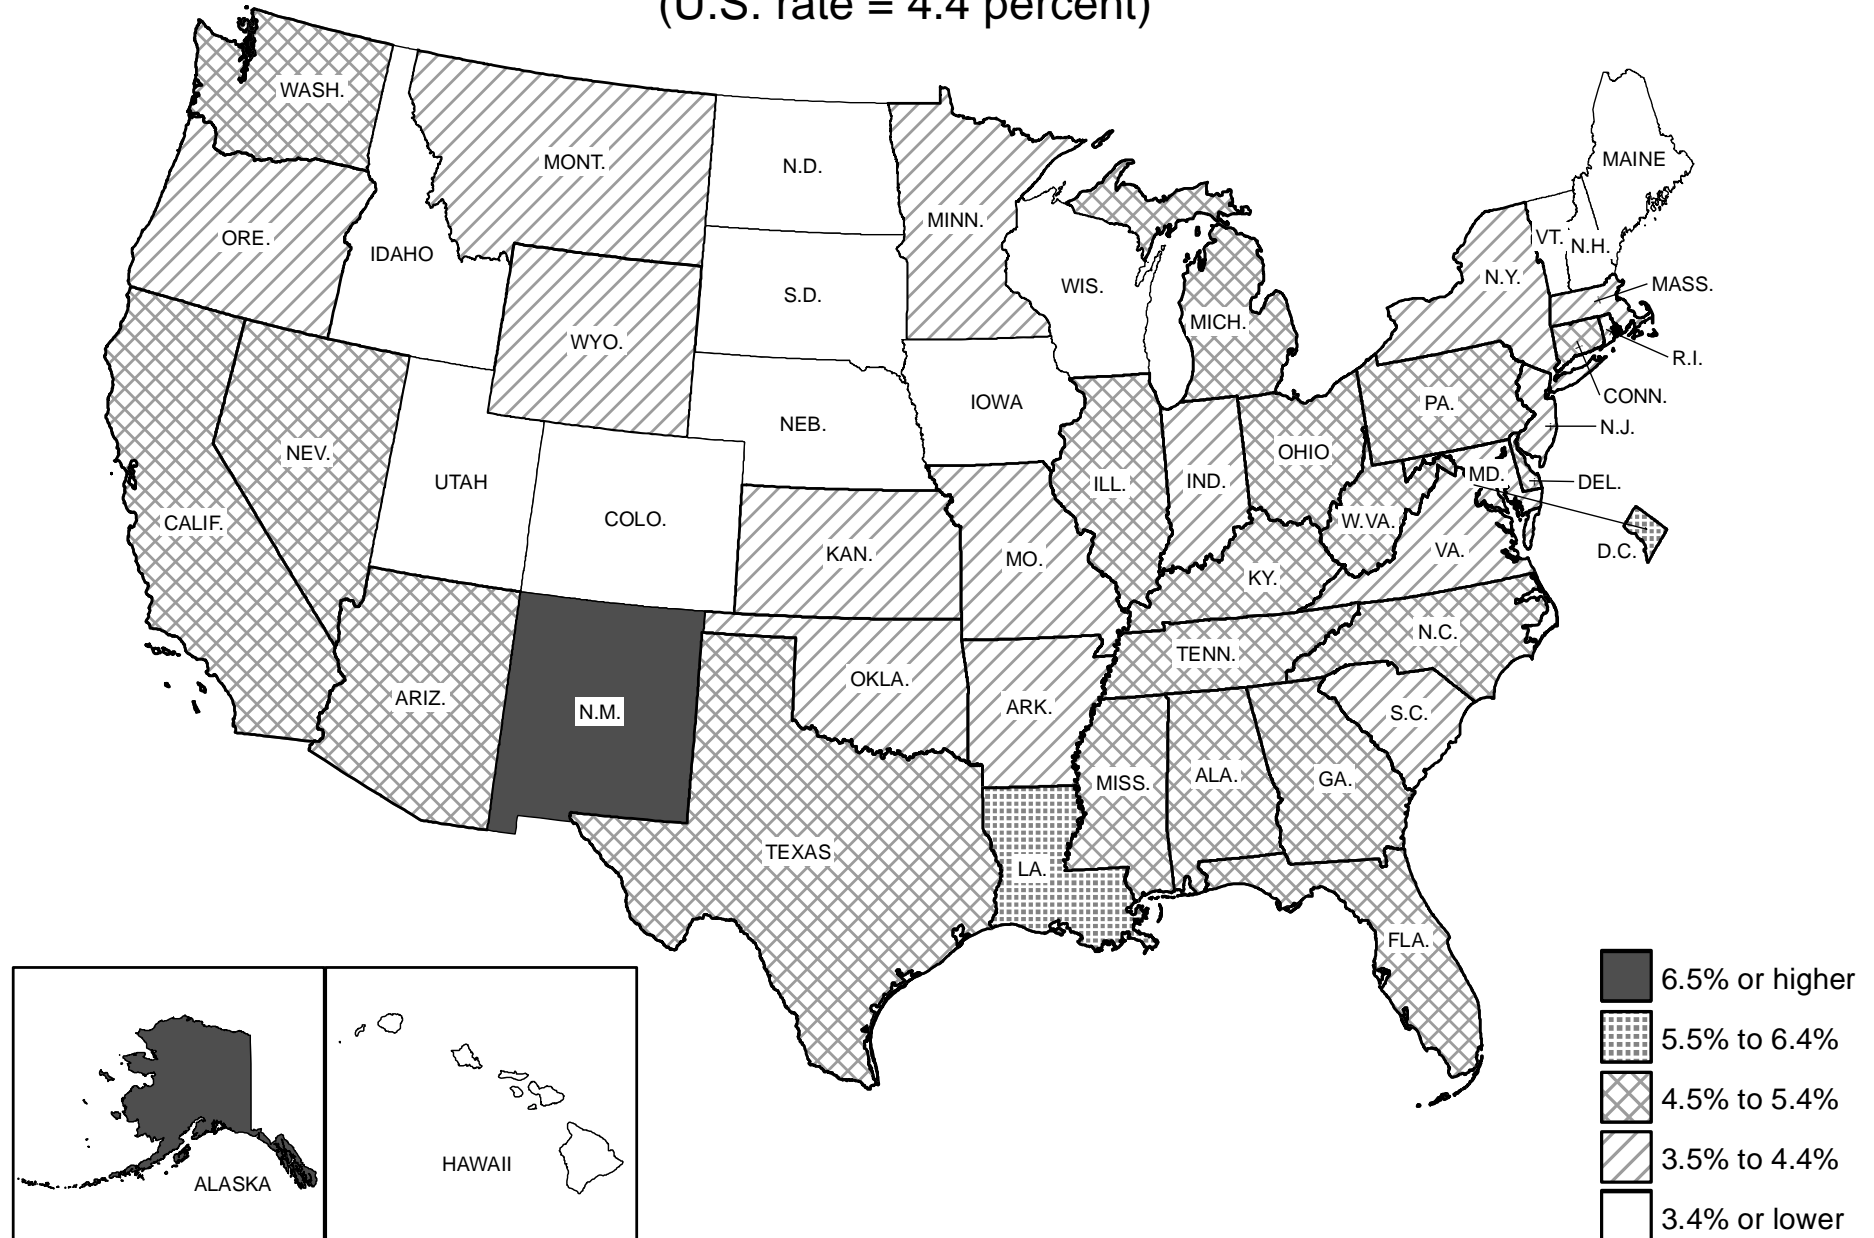 (U.S. rate = 4.4 percent)
WASH.
MONT.
N.D.
MINN.
MAINE
ORE.
IDAHO
VT.
N.H.
WIS.
N.Y.
MASS.
S.D.
MICH.
WYO.
R.I.
CONN.
IOWA
PA.
NEB.
N.J.
NEV.
OHIO
UTAH
ILL.
IND.
MD.
DEL.
COLO.
CALIF.
W.VA.
KAN.
MO.
VA.
D.C.
KY.
N.C.
TENN.
OKLA.
ARIZ.
N.M.
ARK.
S.C.
MISS.
ALA.
GA.
TEXAS
LA.
FLA.
ALASKA
HAWAII
6.5% or higher
5.5% to 6.4%
4.5% to 5.4%
3.5% to 4.4%
3.4% or lower